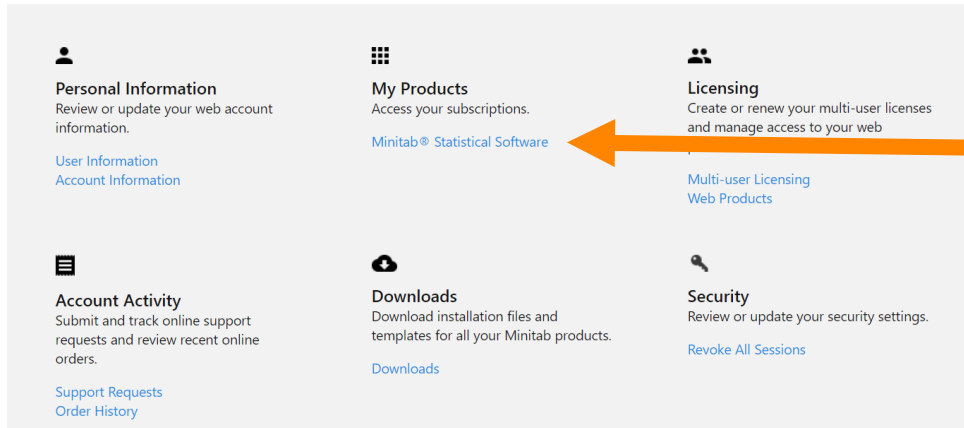 Personal Information
Review or update your web account
information.
User Information
Account Information
My Products
Access your subscriptions.
Minitab® Statistical Software
Licensing
Create or renew your multi-user licenses
and manage access to your web
Multi-user Licensing
Web Products
Account Activity
Submit and track online support
requests and review recent online
orders.
Support Requests
Order History
Downloads
Download installation files and
templates for all your Minitab products.
Downloads
Security
Review or update your security settings.
Revoke All Sessions